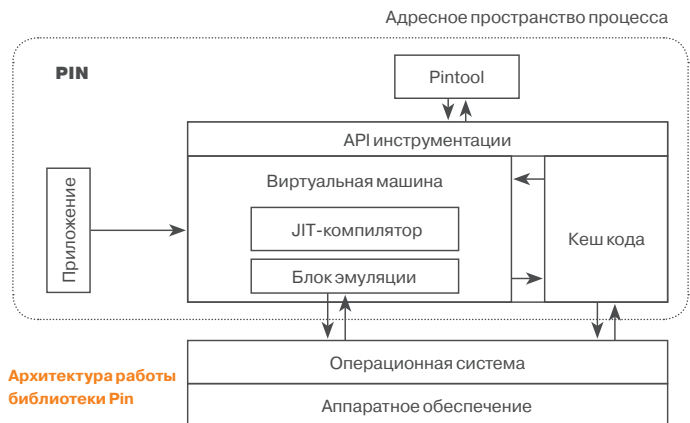 Адресное пространство процесса
PIN
Pintool
API инструментации
Приложение
Виртуальная машина
JIT-компилятор
Кеш кода
Блок эмуляции
Операционная система
Архитектура работы
библиотеки Pin
Аппаратное обеспечение